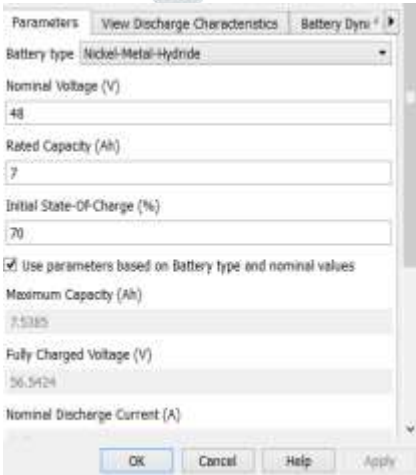 Parameters View Discharge Characteristics Battery Dyna
Battery type Nickel-Metal-Hydride
Nominal Voltage (V)
48
Rated Capacity (Ah)
7
Initial State-Of-Charge (%)
70
Use parameters based on Battery type and nominal values
Maximum Capacity (Ah)
7.5385
Fully Charged Voltage (V)
56.5424
Nominal Discharge Current (A)
OK Cancel Help Apply